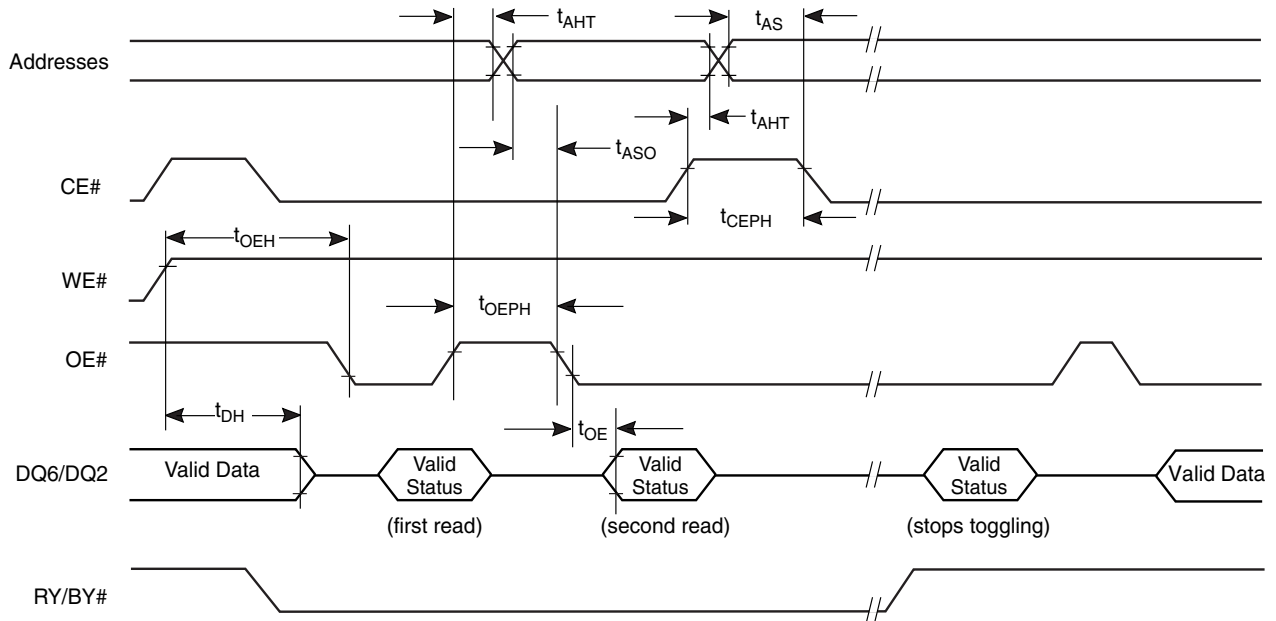 tAHT
tAS
Addresses
tAHT
tASO
CE#
tCEPH
tOEH
WE#
tOEPH
OE#
tDH
tOE
DQ6/DQ2
Valid Data
Valid
Status
Valid
Status
Valid
Status
Valid Data
(first read)
(second read)
(stops toggling)
RY/BY#